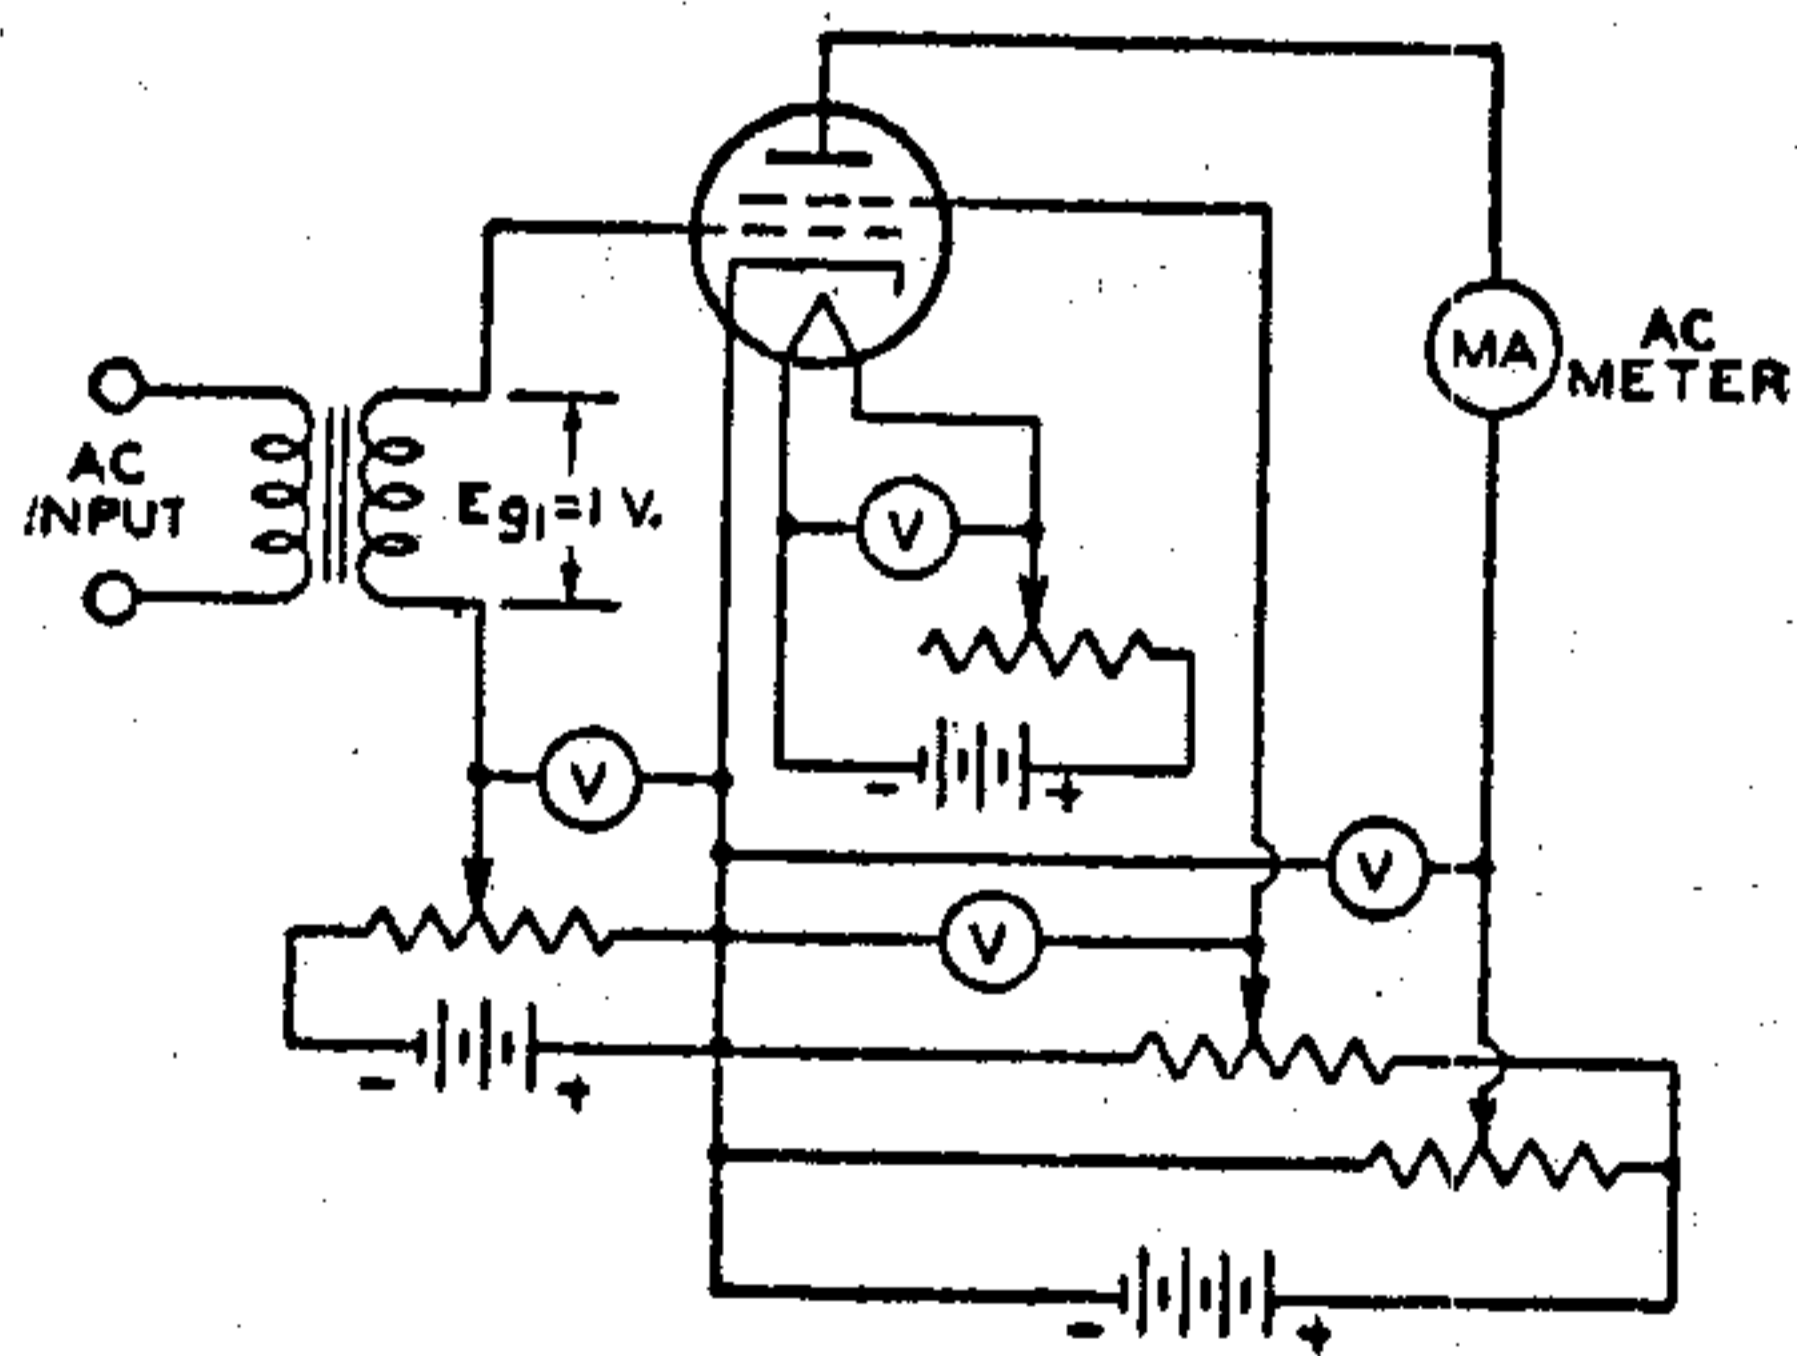 MA
AC
METER
AC
INPUT
Eg1=1 V.
V
V
V
V
- +
- +
- +